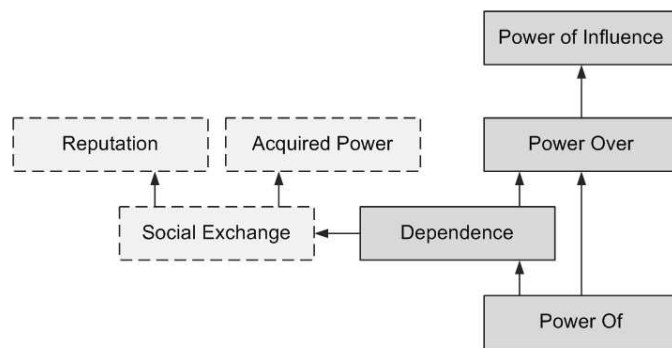 Power of Influence
Reputation
Acquired Power
Power Over
Social Exchange
Dependence
Power Of